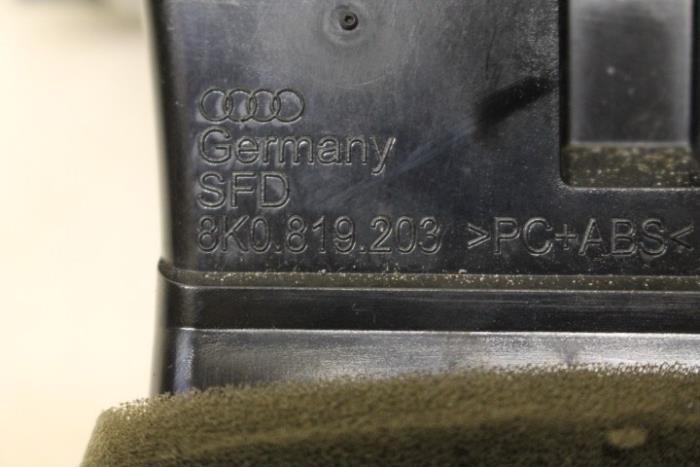 Germany
SFD
8K0.819.203 >PC+ABS<